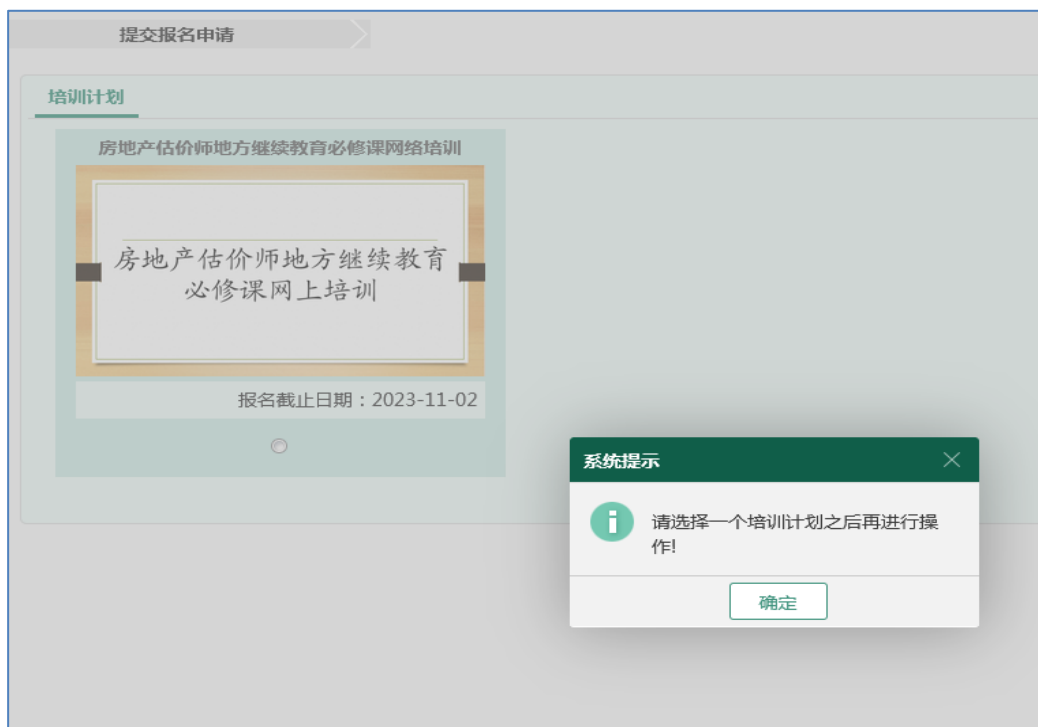 提交报名申请
培训计划
房地产估价师地方继续教育必修课网络培训
房地产估价师地方继续教育
必修课网上培训
报名截止日期：2023-11-02
系统提示
请选择一个培训计划之后再进行操
作!
确定